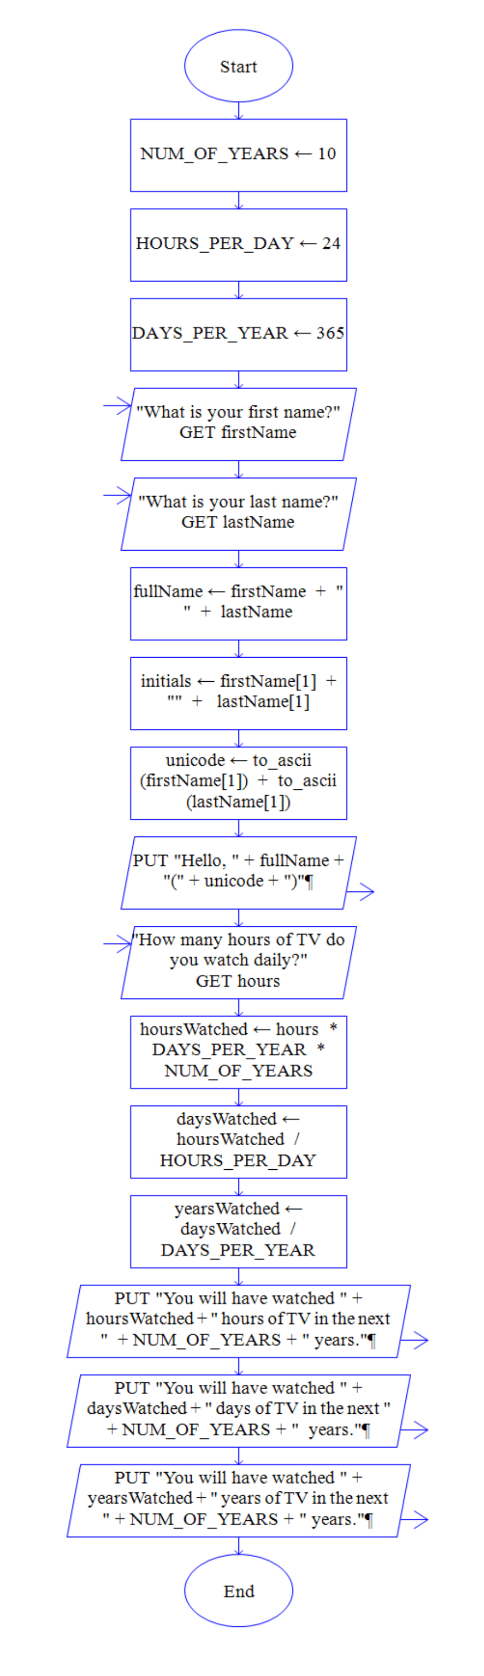 Start
NUM_OF_YEARS ← 10
HOURS_PER_DAY ← 24
DAYS_PER_YEAR ← 365
"What is your first name?"
GET firstName
"What is your last name?"
GET lastName
fullName ← firstName + "
" + lastName
initials ← firstName[1] +
"" + lastName[1]
unicode ← to_ascii
(firstName[1]) + to_ascii
(lastName[1])
PUT "Hello, " + fullName +
"(" + unicode + ")"¶
"How many hours of TV do
you watch daily?"
GET hours
hoursWatched ← hours *
DAYS_PER_YEAR *
NUM_OF_YEARS
daysWatched ←
hoursWatched /
HOURS_PER_DAY
yearsWatched ←
daysWatched /
DAYS_PER_YEAR
PUT "You will have watched " +
hoursWatched + " hours of TV in the next
" + NUM_OF_YEARS + " years."¶
PUT "You will have watched " +
daysWatched + " days of TV in the next "
+ NUM_OF_YEARS + " years."¶
PUT "You will have watched " +
yearsWatched + " years of TV in the next
" + NUM_OF_YEARS + " years."¶
End